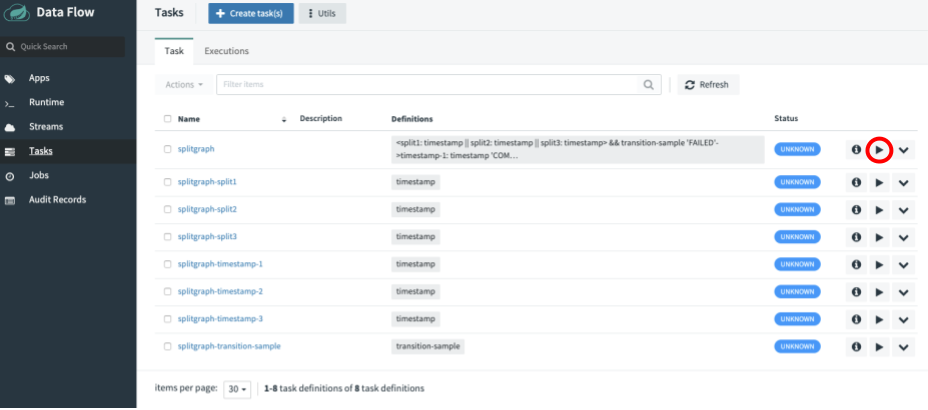 Data Flow
Quick Search
Apps
Runtime
Streams
Tasks
Jobs
Audit Records
Tasks
Create task(s)
Utils
Task
Executions
Actions
Filter items
Refresh
Name Description Definitions Status
splitgraph <split1: timestamp || split2: timestamp || split3: timestamp> && transition-sample 'FAILED'- UNKNOWN
>timestamp-1: timestamp 'COM...
splitgraph-split1 timestamp UNKNOWN
splitgraph-split2 timestamp UNKNOWN
splitgraph-split3 timestamp UNKNOWN
splitgraph-timestamp-1 timestamp UNKNOWN
splitgraph-timestamp-2 timestamp UNKNOWN
splitgraph-timestamp-3 timestamp UNKNOWN
splitgraph-transition-sample transition-sample UNKNOWN
items per page: 30 1-8 task definitions of 8 task definitions